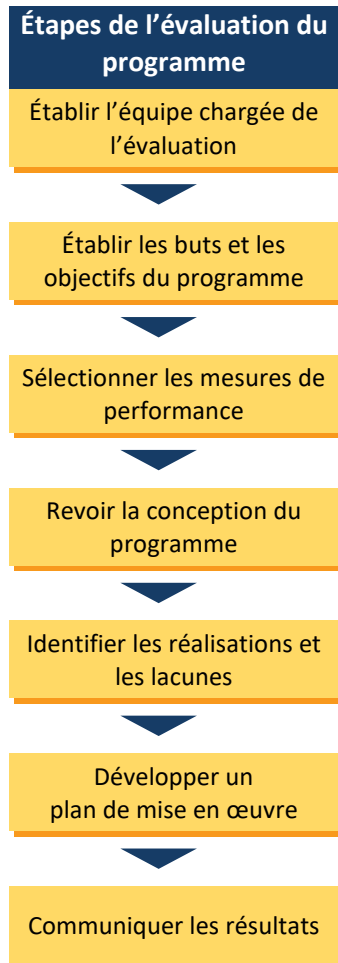 Étapes de l’évaluation du
programme
Établir l’équipe chargée de
l’évaluation
Établir les buts et les
objectifs du programme
Sélectionner les mesures de
performance
Revoir la conception du
programme
Identifier les réalisations et
les lacunes
Développer un
plan de mise en œuvre
Communiquer les résultats